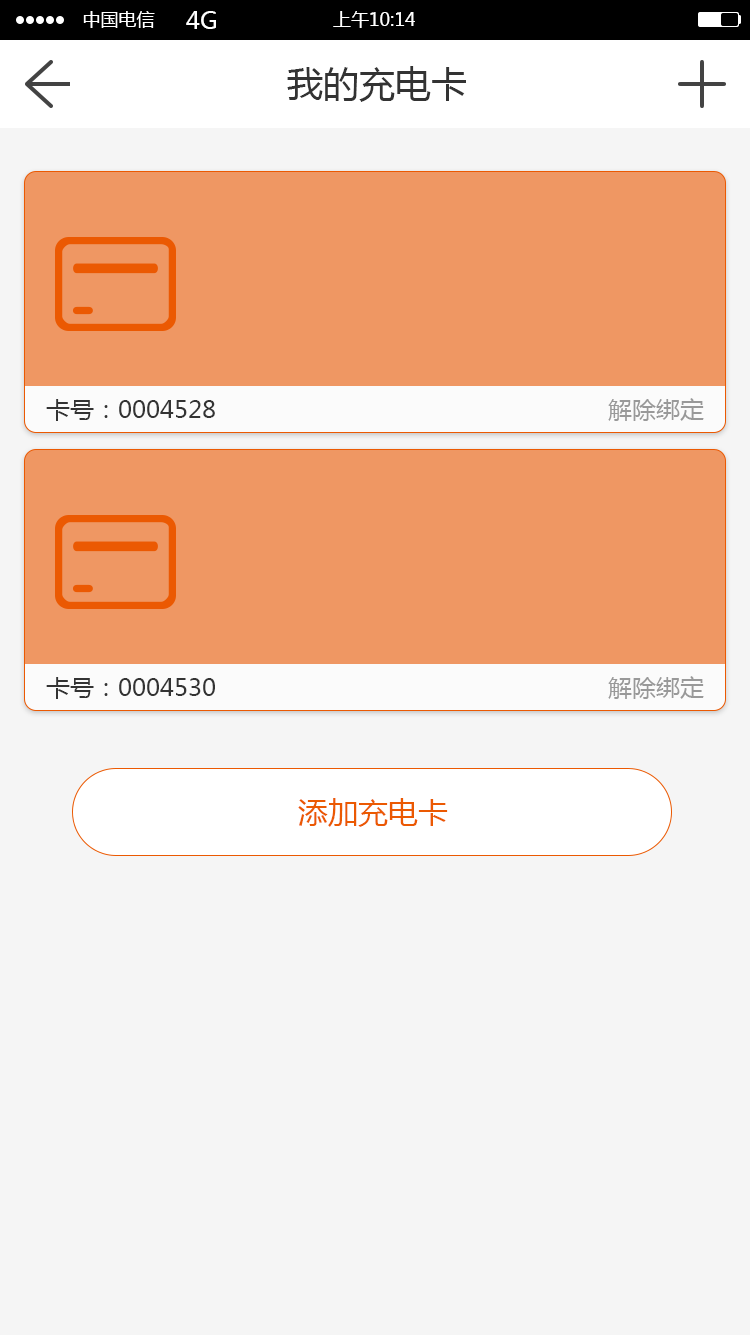 中国电信 4G 上午10:14
我的充电卡
卡号：0004528 解除绑定
卡号：0004530 解除绑定
添加充电卡